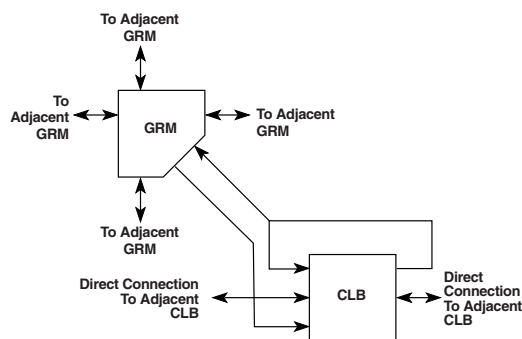 To Adjacent
GRM
To
Adjacent
GRM
GRM
To Adjacent
GRM
To Adjacent
GRM
Direct Connection
To Adjacent
CLB
CLB
Direct
Connection
To Adjacent
CLB